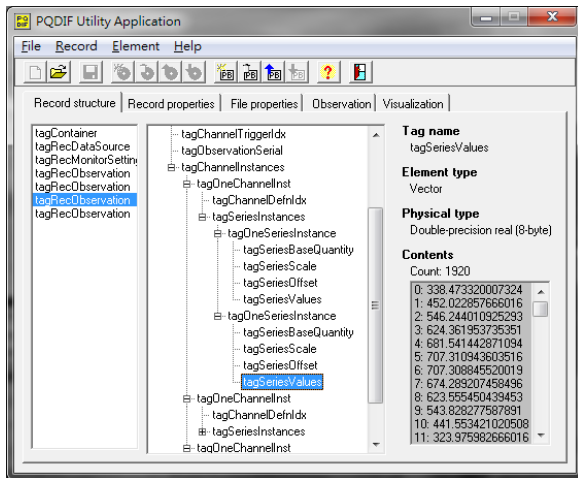 PQDIF Utility Application
File Record Element Help
PB PB PB PB ?
Record structure Record properties File properties Observation Visualization
tagContainer
tagRecDataSource
tagRecMonitorSettin
tagRecObservation
tagRecObservation
tagRecObservation
tagRecObservation
tagChannelTriggerIdx
tagObservationSerial
tagChannelInstances
tagOneChannelInst
tagChannelDefnIdx
tagSeriesInstances
tagOneSeriesInstance
tagSeriesBaseQuantity
tagSeriesScale
tagSeriesOffset
tagSeriesValues
tagOneSeriesInstance
tagSeriesBaseQuantity
tagSeriesScale
tagSeriesOffset
tagSeriesValues
tagOneChannelInst
tagChannelDefnIdx
tagSeriesInstances
tagOneChannelInst
Tag name
tagSeriesValues
Element type
Vector
Physical type
Double-precision real (8-byte)
Contents
Count: 1920
0: 338.473320007324
1: 452.022857666016
2: 546.244010925293
3: 624.361953735351
4: 681.541442871094
5: 707.310943603516
6: 707.308845520019
7: 674.289207458496
8: 623.555450439453
9: 543.828277587891
10: 441.553421020508
11: 323.975982666016